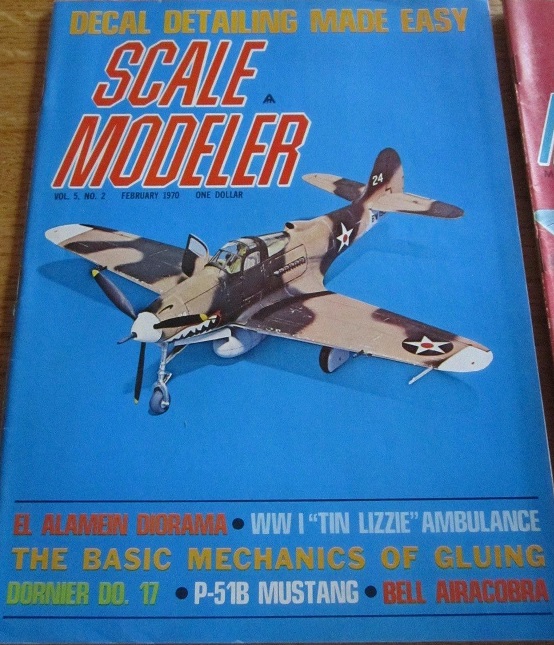 DECAL DETAILING MADE EASY
SCALE
MODELER
VOL. 5, NO. 2 FEBRUARY 1970 ONE DOLLAR
24
EL ALAMEIN DIORAMA • WW I "TIN LIZZIE" AMBULANCE
THE BASIC MECHANICS OF GLUING
DORNIER DO. 17 • P-51B MUSTANG • BELL AIRACOBRA